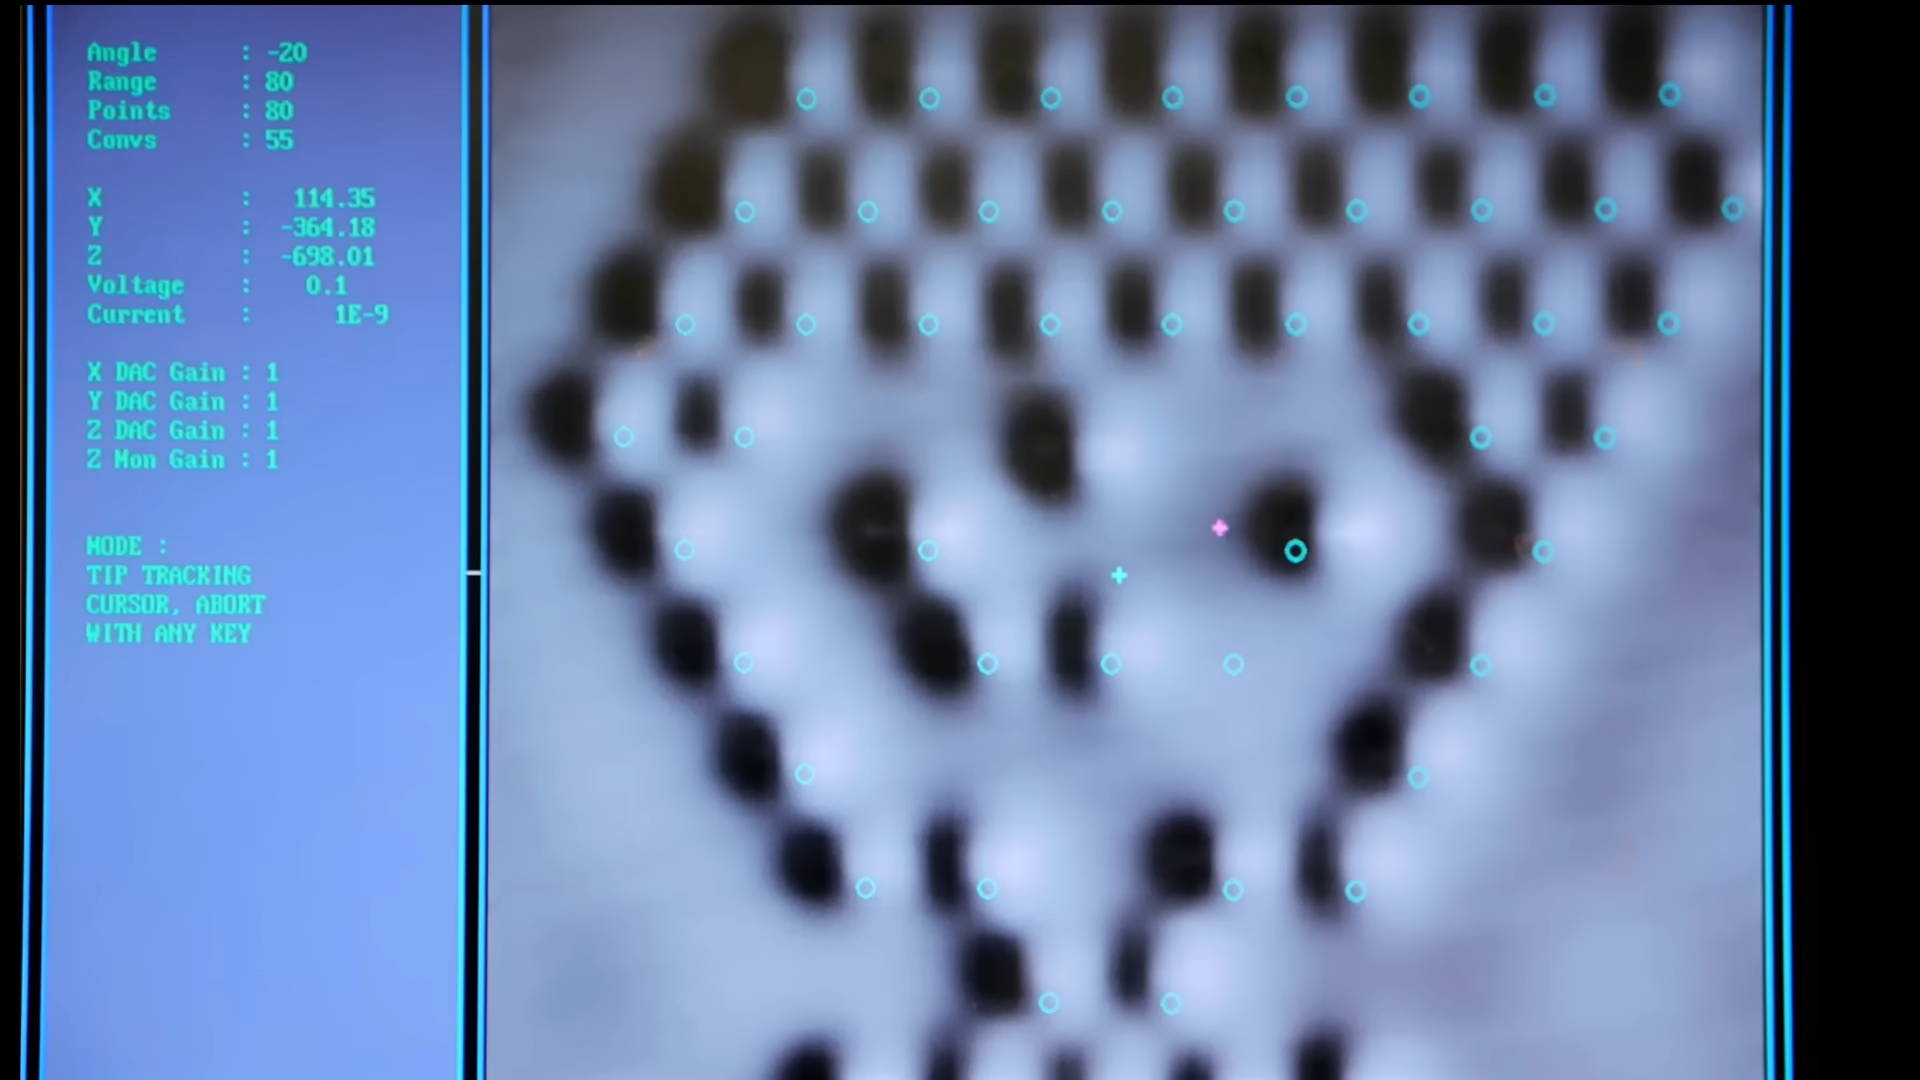 Angle : -20
Range : 80
Points : 80
Convs : 55
X : 114.35
Y : -364.18
Z : -698.01
Voltage : 0.1
Current : 1E-9
X DAC Gain : 1
Y DAC Gain : 1
Z DAC Gain : 1
Z Mon Gain : 1
MODE :
TIP TRACKING
CURSOR, ABORT
WITH ANY KEY